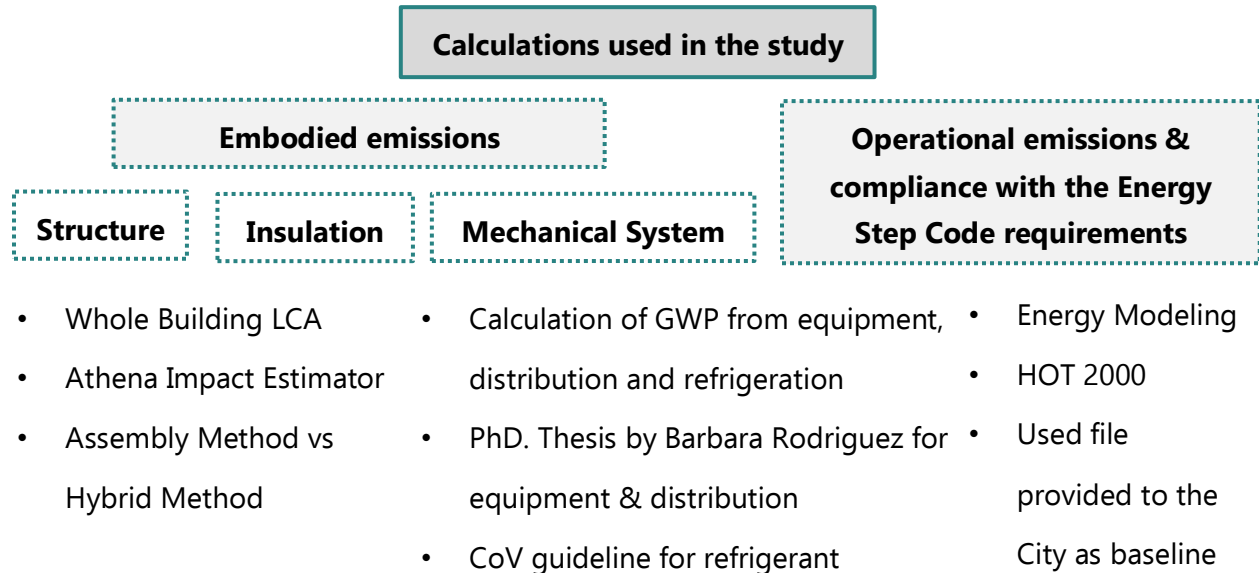 Calculations used in the study
Embodied emissions
Operational emissions &
compliance with the Energy
Step Code requirements
Structure
Insulation
Mechanical System
• Whole Building LCA
• Athena Impact Estimator
• Assembly Method vs
Hybrid Method
• Calculation of GWP from equipment,
distribution and refrigeration
• PhD. Thesis by Barbara Rodriguez for
equipment & distribution
• CoV guideline for refrigerant
• Energy Modeling
• HOT 2000
• Used file
provided to the
City as baseline